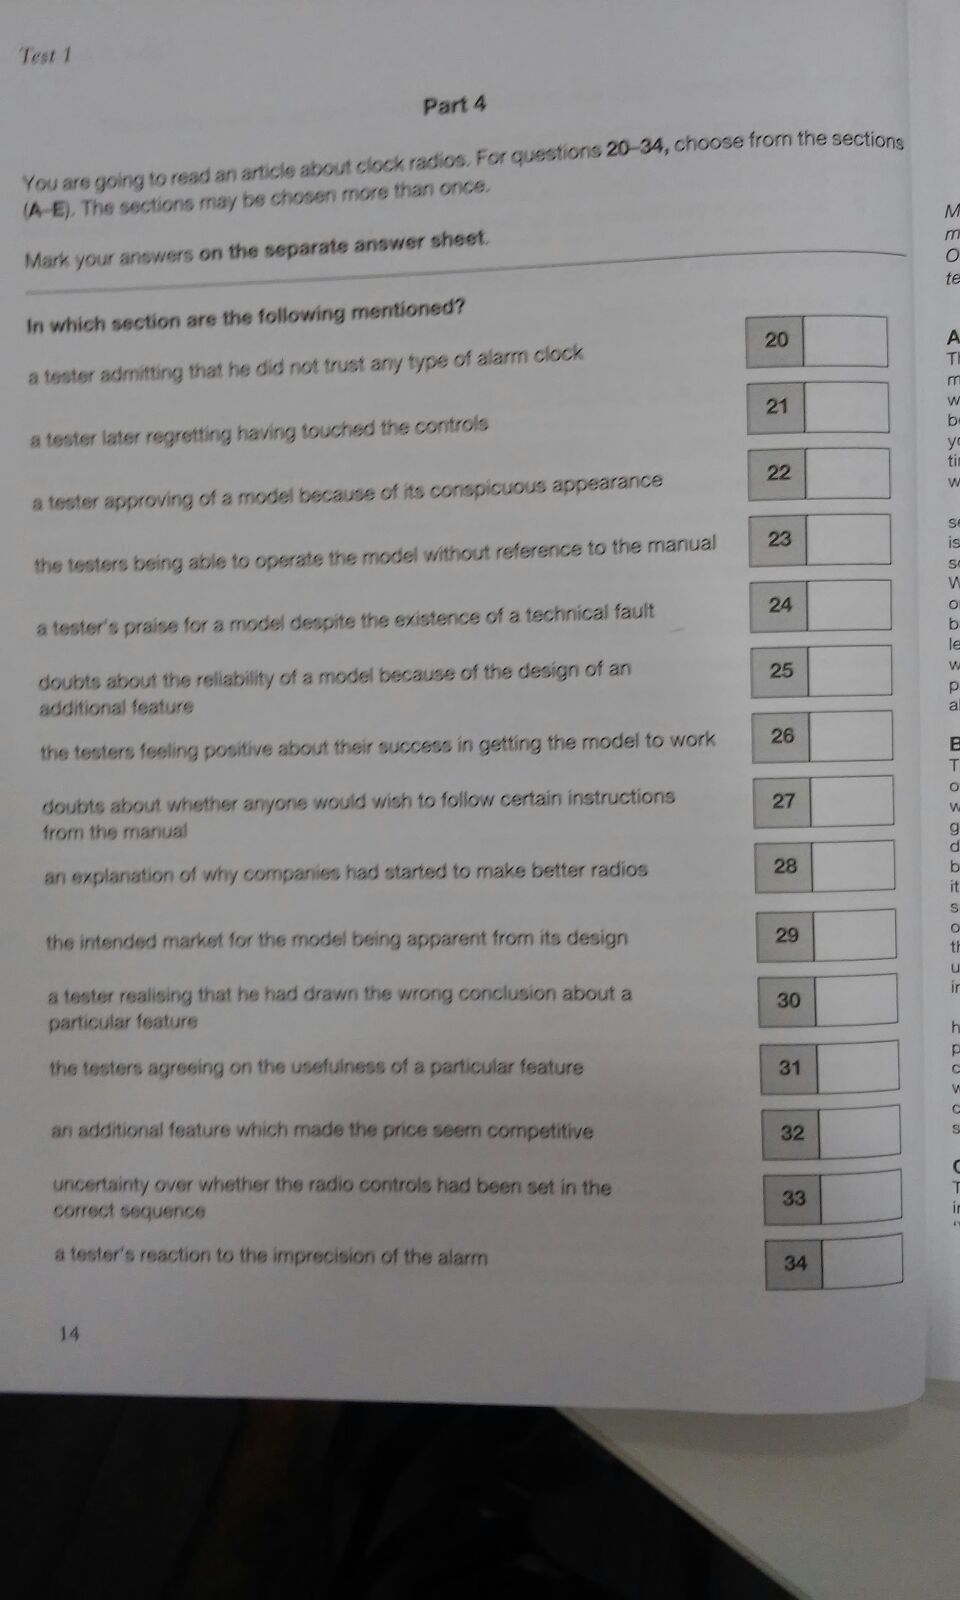 Test 1
Part 4
You are going to read an article about clock radios. For questions 20–34, choose from the sections
(A–E). The sections may be chosen more than once.
Mark your answers on the separate answer sheet.
In which section are the following mentioned?
a tester admitting that he did not trust any type of alarm clock
20
a tester later regretting having touched the controls
21
a tester approving of a model because of its conspicuous appearance
22
the testers being able to operate the model without reference to the manual
23
a tester's praise for a model despite the existence of a technical fault
24
doubts about the reliability of a model because of the design of an
additional feature
25
the testers feeling positive about their success in getting the model to work
26
doubts about whether anyone would wish to follow certain instructions
from the manual
27
an explanation of why companies had started to make better radios
28
the intended market for the model being apparent from its design
29
a tester realising that he had drawn the wrong conclusion about a
particular feature
30
the testers agreeing on the usefulness of a particular feature
31
an additional feature which made the price seem competitive
32
uncertainty over whether the radio controls had been set in the
correct sequence
33
a tester's reaction to the imprecision of the alarm
34
14